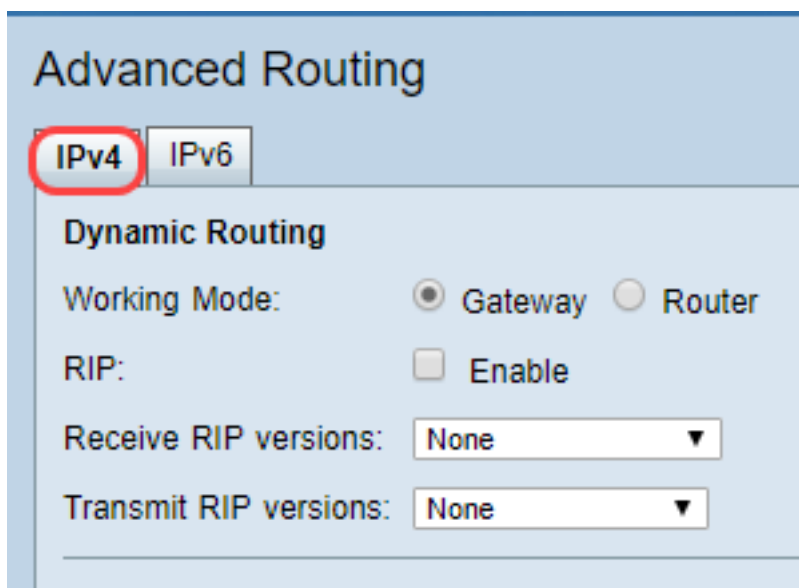 Advanced Routing
IPv4 IPv6
Dynamic Routing
Working Mode: Gateway Router
RIP: Enable
Receive RIP versions: None
Transmit RIP versions: None